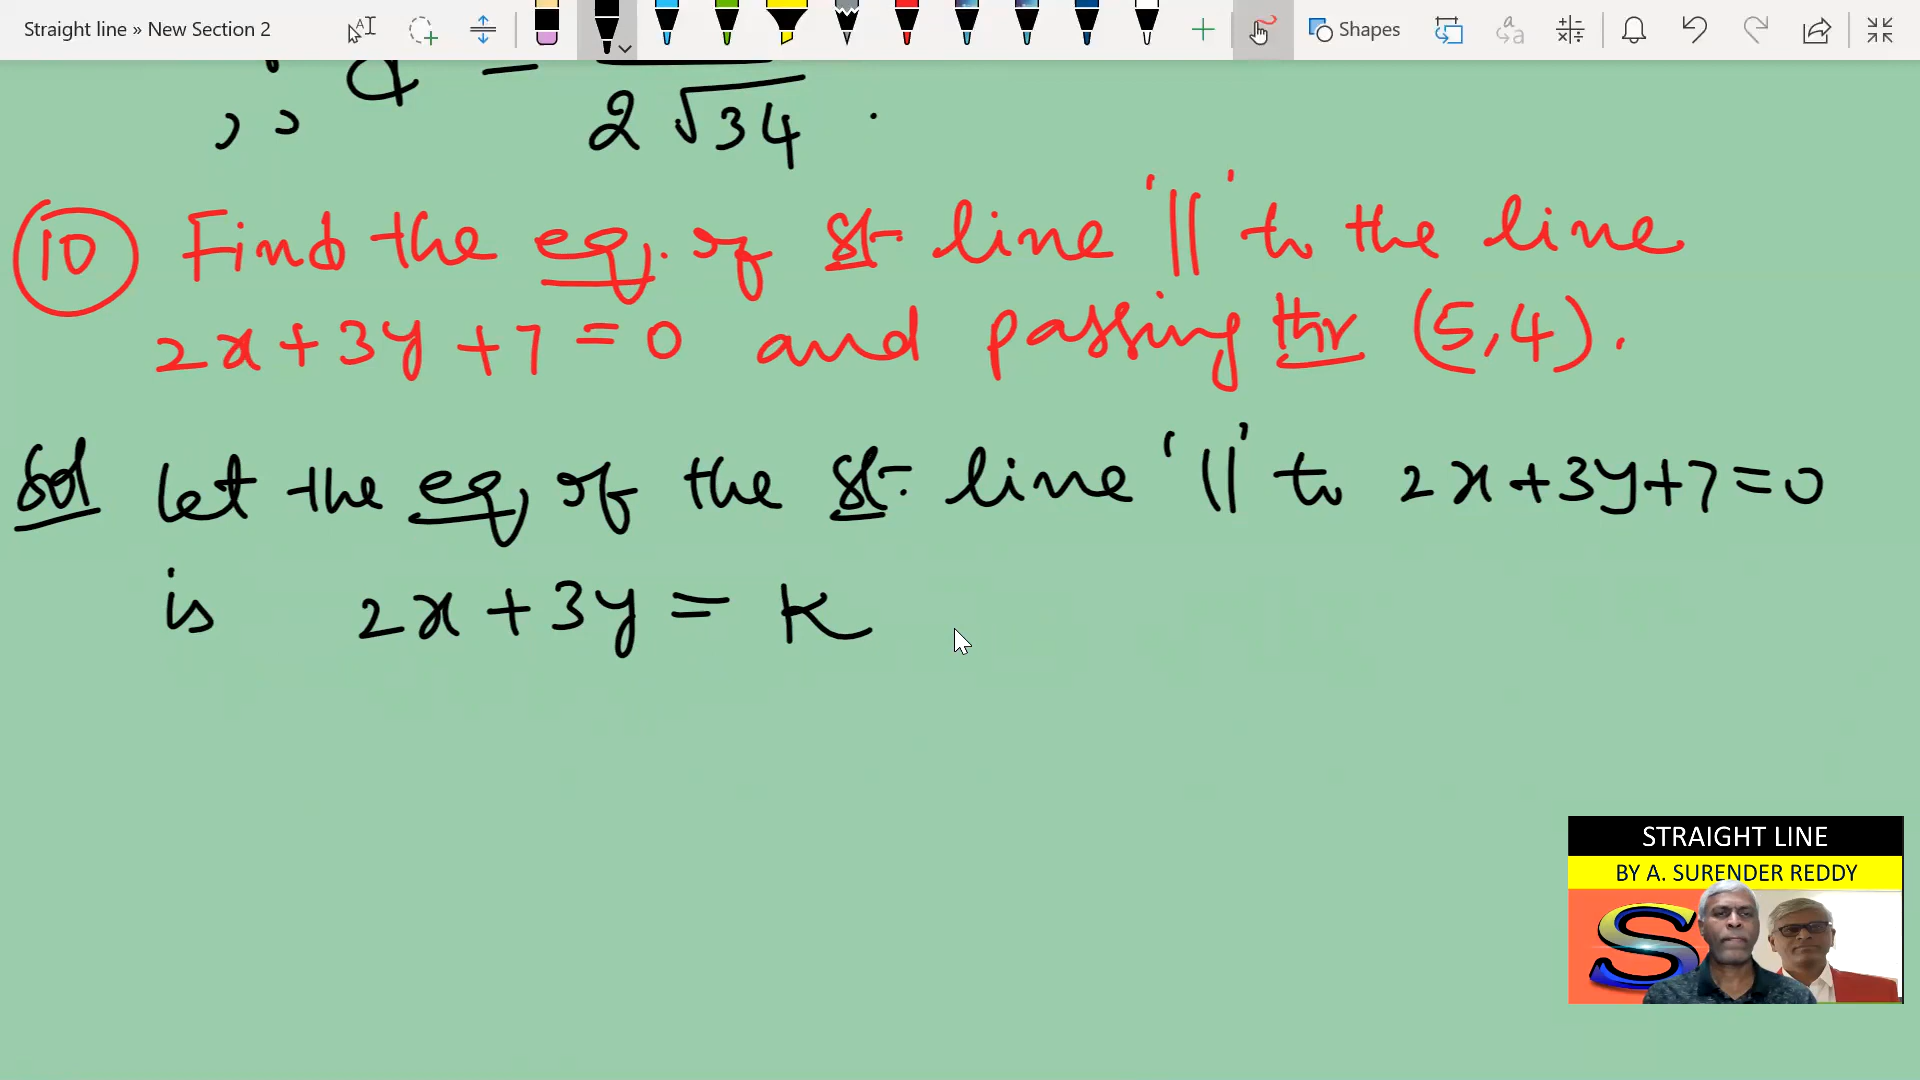 Straight line » New Section 2
Shapes
∴ d =
2 √34 .
10 Find the eq. of st. line '||' to the line
2x + 3y + 7 = 0 and passing thr (5,4).
Sol Let the eq of the st. line '||' to 2x+3y+7=0
is 2x + 3y = K
STRAIGHT LINE
BY A. SURENDER REDDY
S